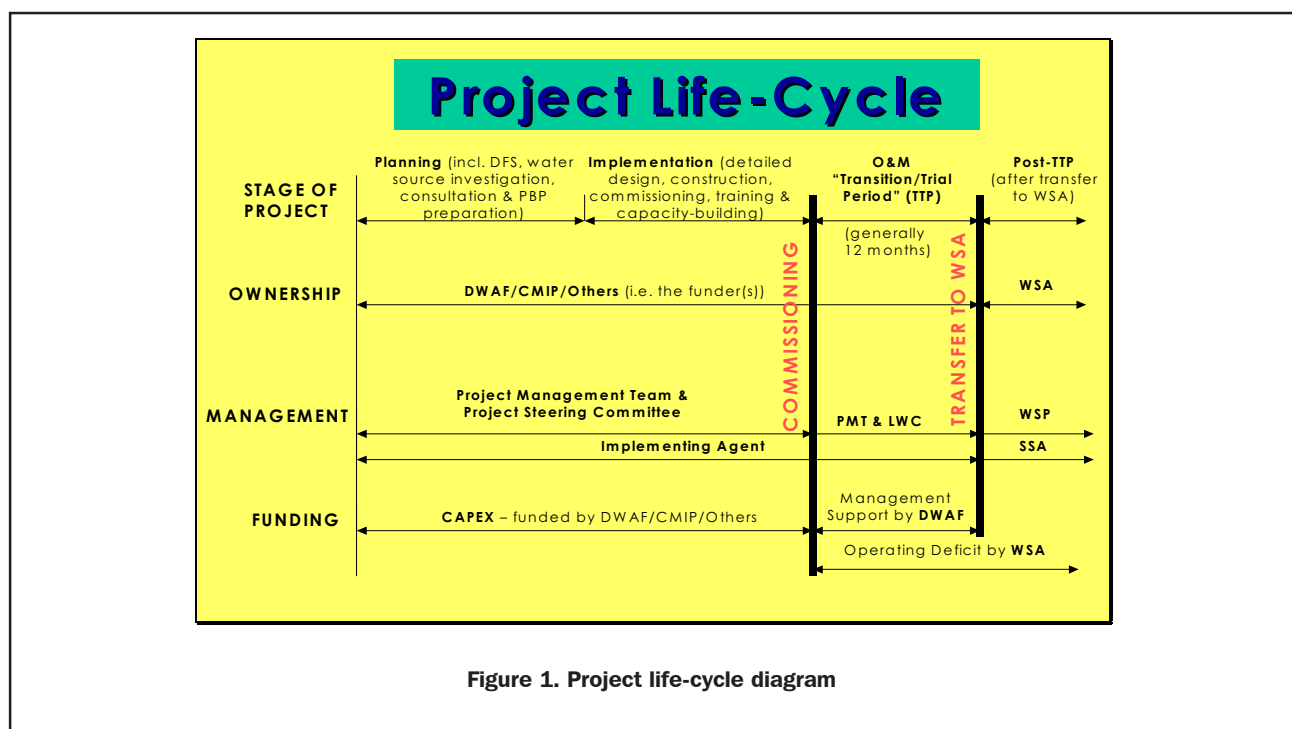 Project Life-Cycle
STAGE OF
PROJECT
Planning (incl. DFS, water
source investigation,
consultation & PBP
preparation)
Implementation (detailed
design, construction,
commissioning, training &
capacity-building)
O&M
“Transition/Trial
Period” (TTP)
(generally
12 months)
Post-TTP
(after transfer
to WSA)
COMMISSIONING
TRANSFER TO WSA
OWNERSHIP
DWAF/CMIP/Others (i.e. the funder(s))
WSA
MANAGEMENT
Project Management Team &
Project Steering Committee
PMT & LWC
WSP
Implementing Agent
SSA
FUNDING
CAPEX – funded by DWAF/CMIP/Others
Management
Support by DWAF
Operating Deficit by WSA
Figure 1. Project life-cycle diagram